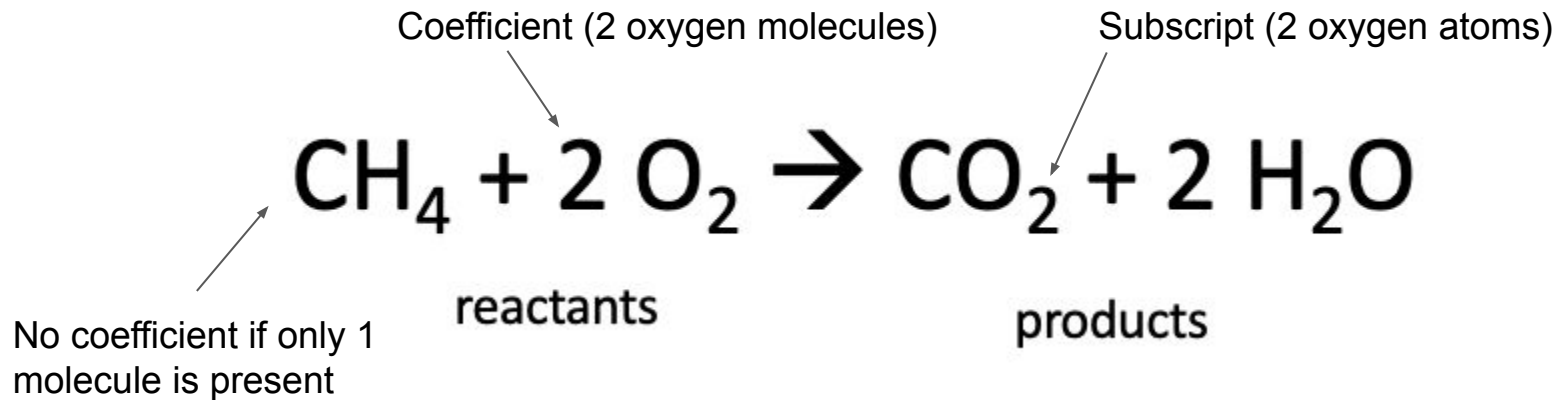 Coefficient (2 oxygen molecules) Subscript (2 oxygen atoms)
CH₄ + 2 O₂ → CO₂ + 2 H₂O
reactants products
No coefficient if only 1
molecule is present